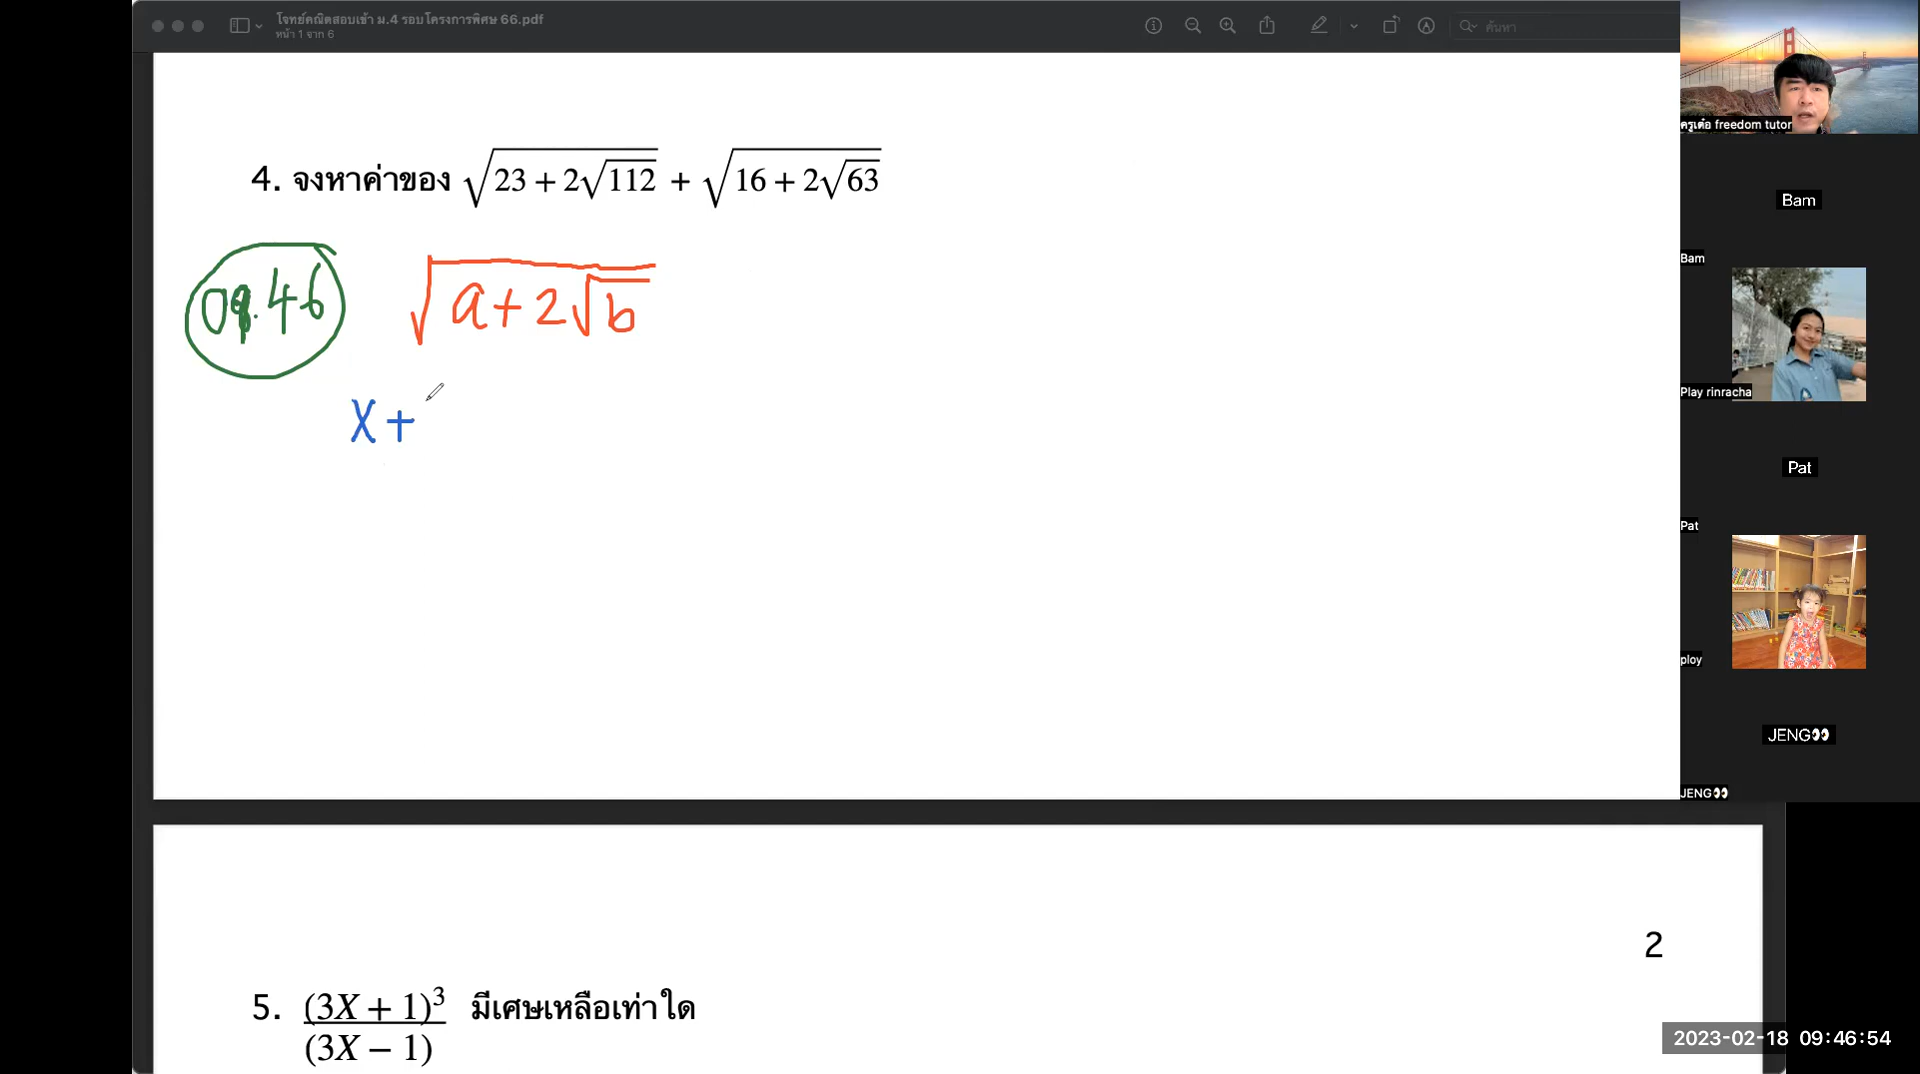 โจทย์คณิตสอบเข้า ม.4 รอบโครงการพิเศษ 66.pdf
หน้า 1 จาก 6
ค้นหา
4. จงหาค่าของ √(23 + 2√112) + √(16 + 2√63)
09.46
√(a + 2√b)
X +
2
5. (3X + 1)³ / (3X − 1) มีเศษเหลือเท่าใด
ครูเต๋อ freedom tutor
Bam
Bam
Play rinracha
Pat
Pat
ploy
JENG👀
JENG👀
2023-02-18 09:46:54